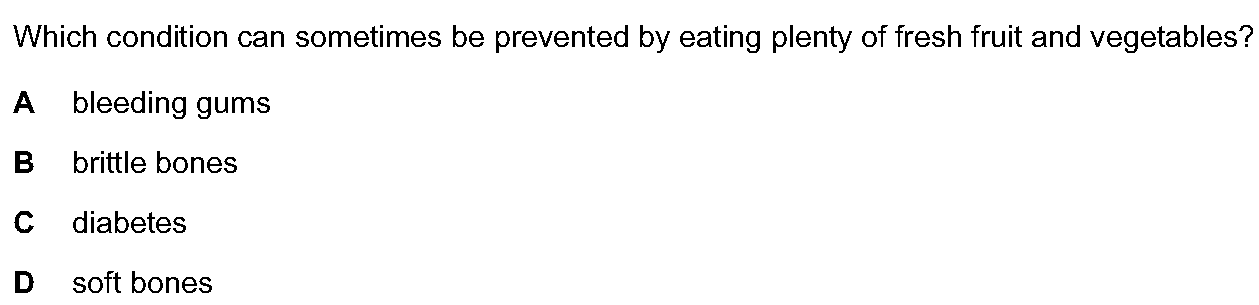 Which condition can sometimes be prevented by eating plenty of fresh fruit and vegetables?
A bleeding gums
B brittle bones
C diabetes
D soft bones